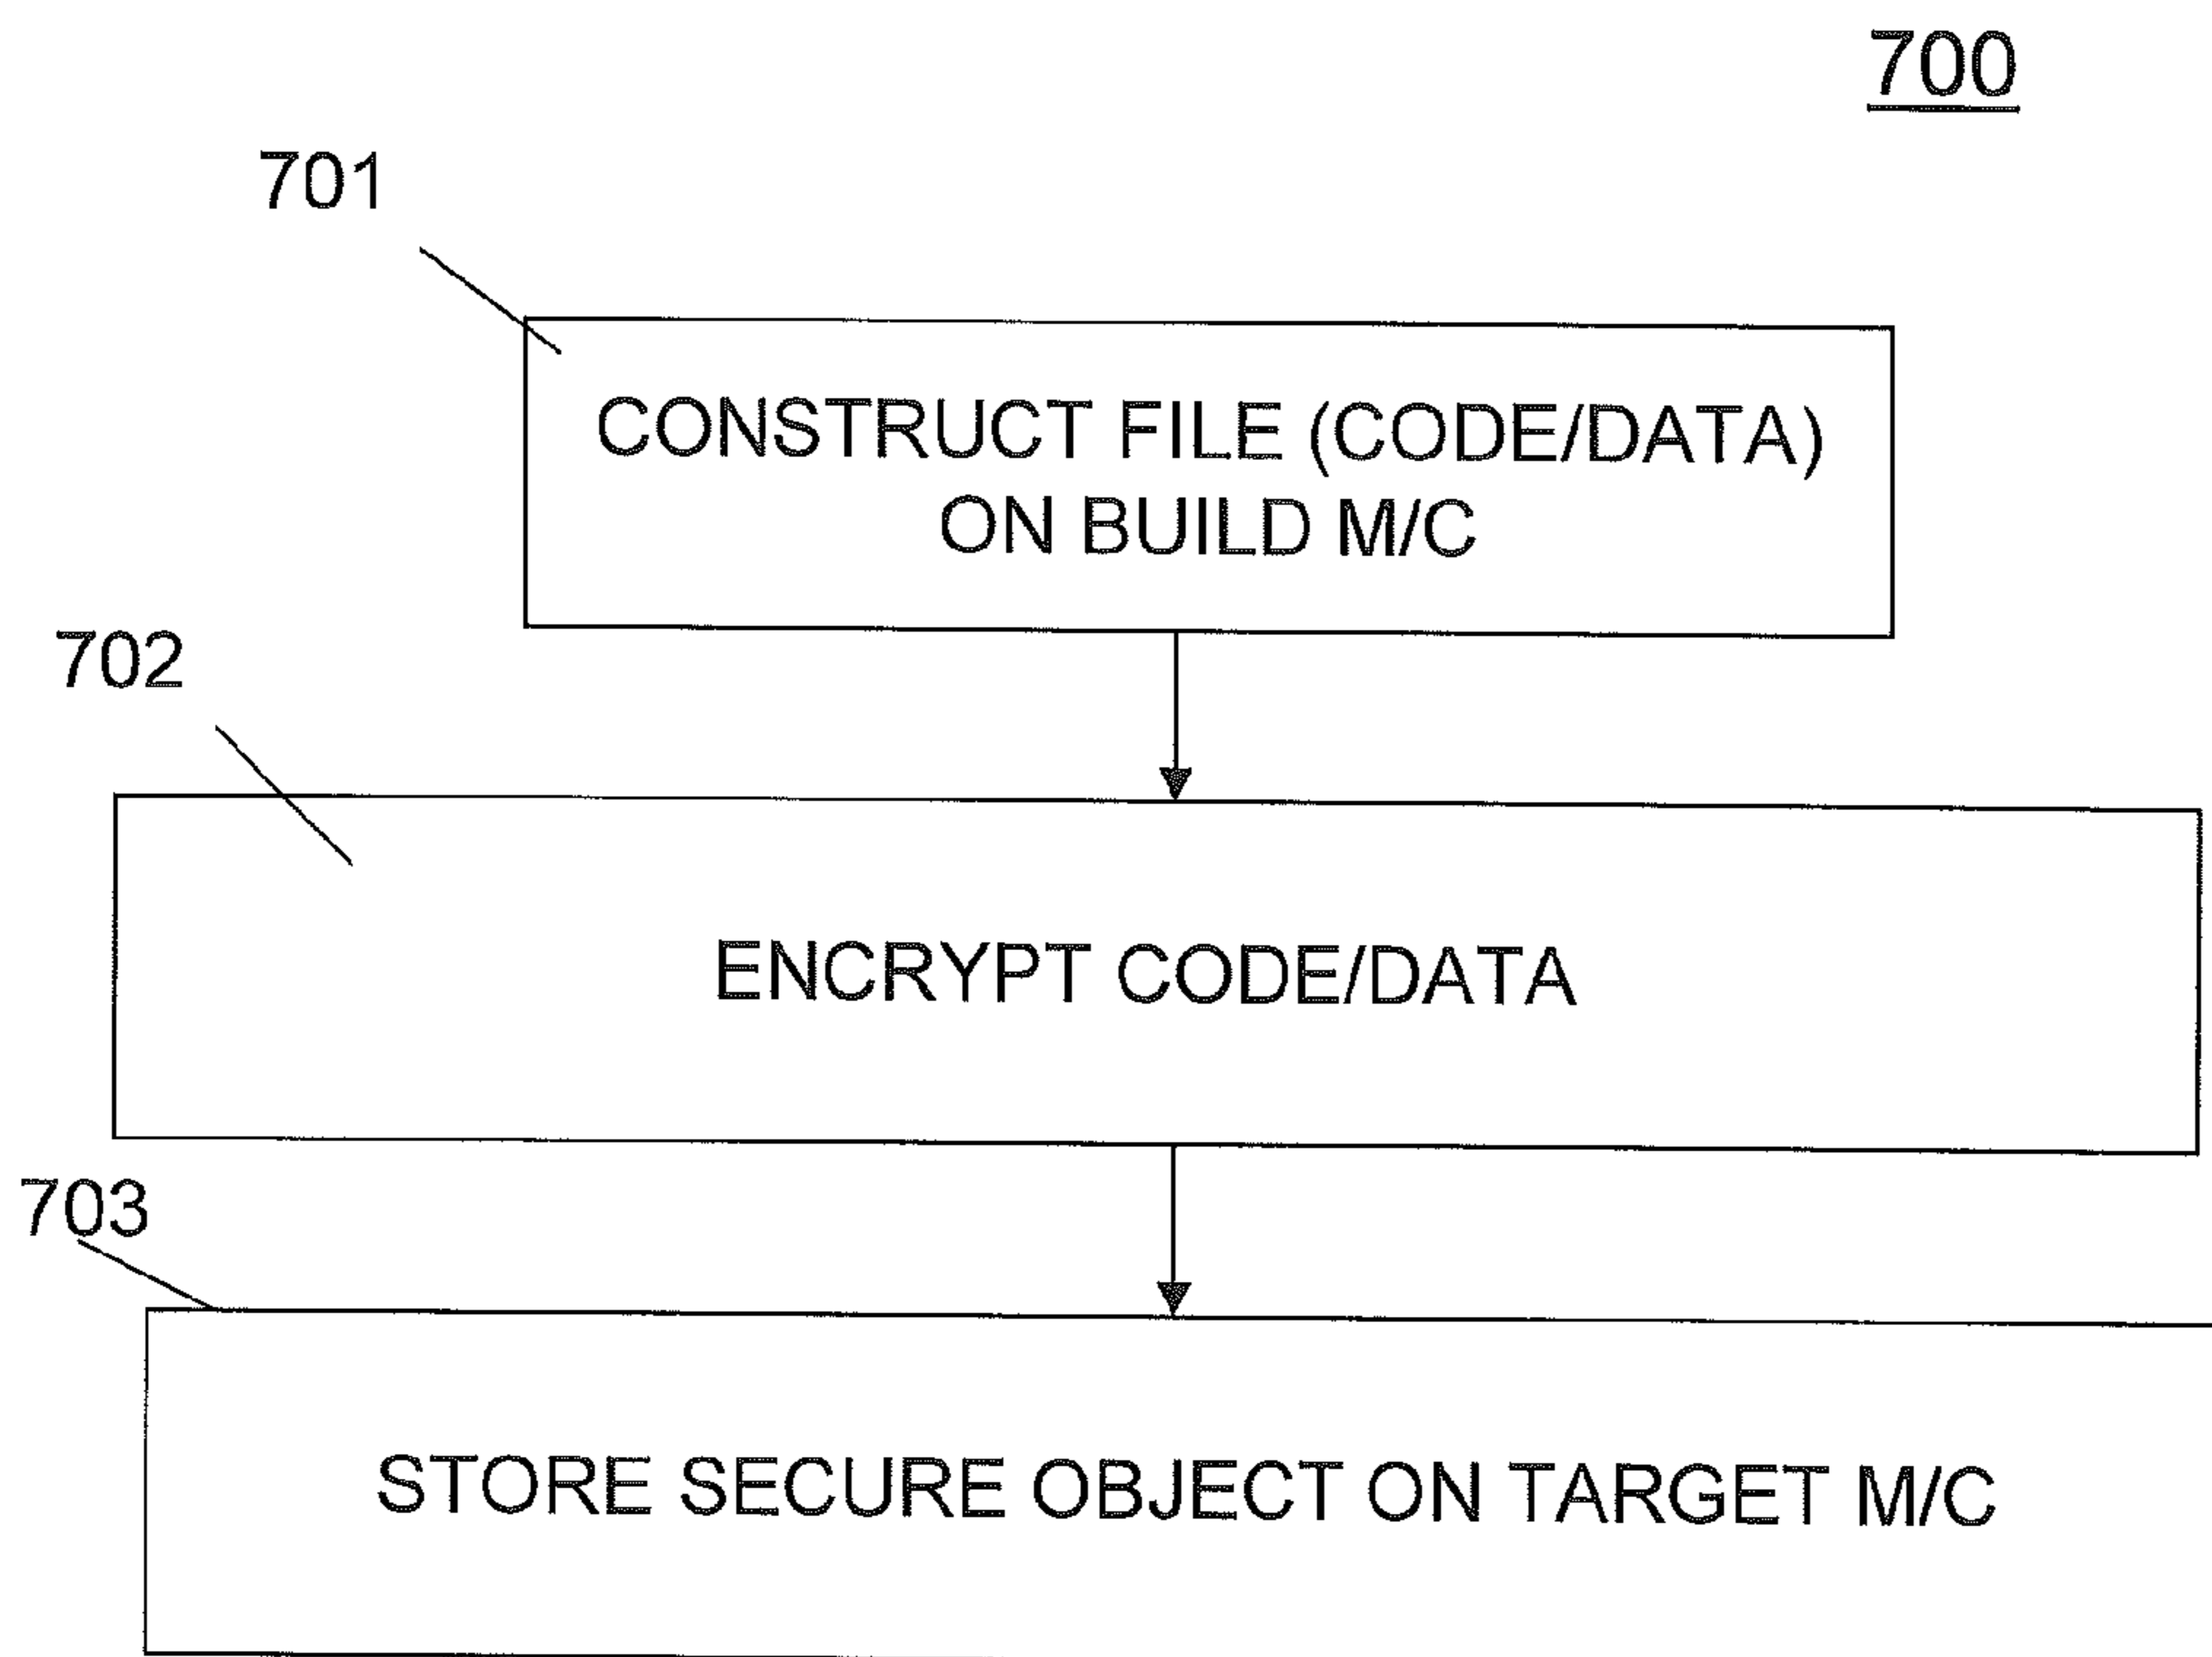 700
701
CONSTRUCT FILE (CODE/DATA)
ON BUILD M/C
702
ENCRYPT CODE/DATA
703
STORE SECURE OBJECT ON TARGET M/C